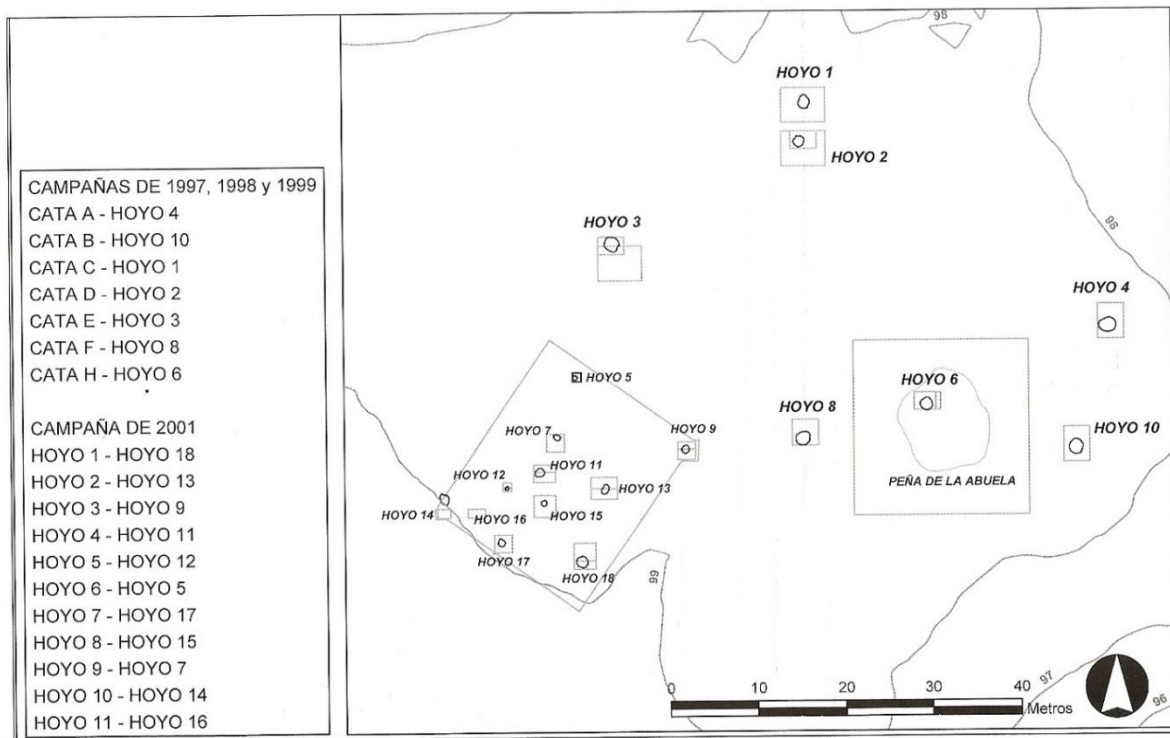 CAMPAÑAS DE 1997, 1998 y 1999
CATA A - HOYO 4
CATA B - HOYO 10
CATA C - HOYO 1
CATA D - HOYO 2
CATA E - HOYO 3
CATA F - HOYO 8
CATA H - HOYO 6
CAMPAÑA DE 2001
HOYO 1 - HOYO 18
HOYO 2 - HOYO 13
HOYO 3 - HOYO 9
HOYO 4 - HOYO 11
HOYO 5 - HOYO 12
HOYO 6 - HOYO 5
HOYO 7 - HOYO 17
HOYO 8 - HOYO 15
HOYO 9 - HOYO 7
HOYO 10 - HOYO 14
HOYO 11 - HOYO 16
98
HOYO 1
HOYO 2
HOYO 3
98
HOYO 4
HOYO 5
HOYO 6
HOYO 7
HOYO 8
HOYO 9
HOYO 10
HOYO 11
HOYO 12
HOYO 13
PEÑA DE LA ABUELA
HOYO 14
HOYO 16
HOYO 15
HOYO 17
HOYO 18
99
97
96
0 10 20 30 40
Metros